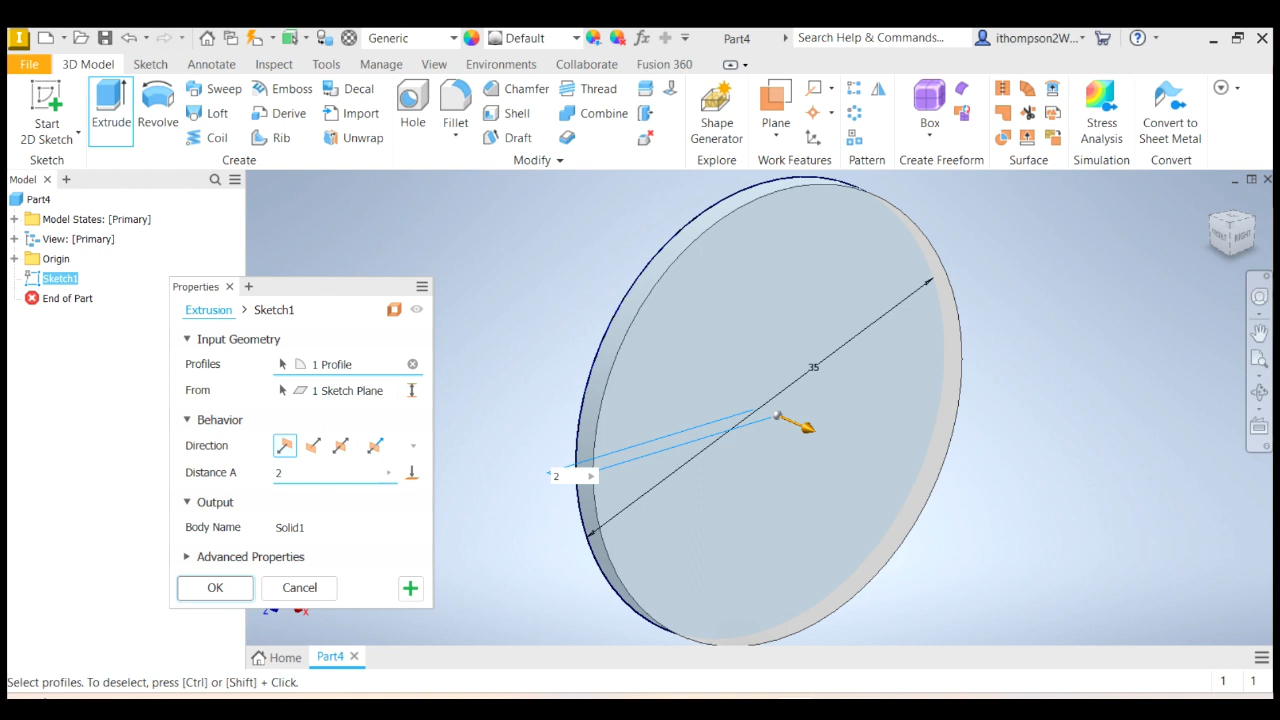 I Generic Default fx Part4 Search Help & Commands... ithompson2W...
File 3D Model Sketch Annotate Inspect Tools Manage View Environments Collaborate Fusion 360
Start
2D Sketch
Extrude
Revolve
Sweep
Loft
Coil
Emboss
Derive
Rib
Decal
Import
Unwrap
Hole
Fillet
Chamfer
Shell
Draft
Thread
Combine
Shape
Generator
Plane
Box
Stress
Analysis
Convert to
Sheet Metal
Sketch Create Modify Explore Work Features Pattern Create Freeform Surface Simulation Convert
Model
Part4
Model States: [Primary]
View: [Primary]
Origin
Sketch1
End of Part
Properties
Extrusion > Sketch1
Input Geometry
Profiles 1 Profile
From 1 Sketch Plane
Behavior
Direction
Distance A 2
Output
Body Name Solid1
Advanced Properties
OK Cancel
35
2
FRONT RIGHT
Z X
Home Part4
Select profiles. To deselect, press [Ctrl] or [Shift] + Click. 1 1